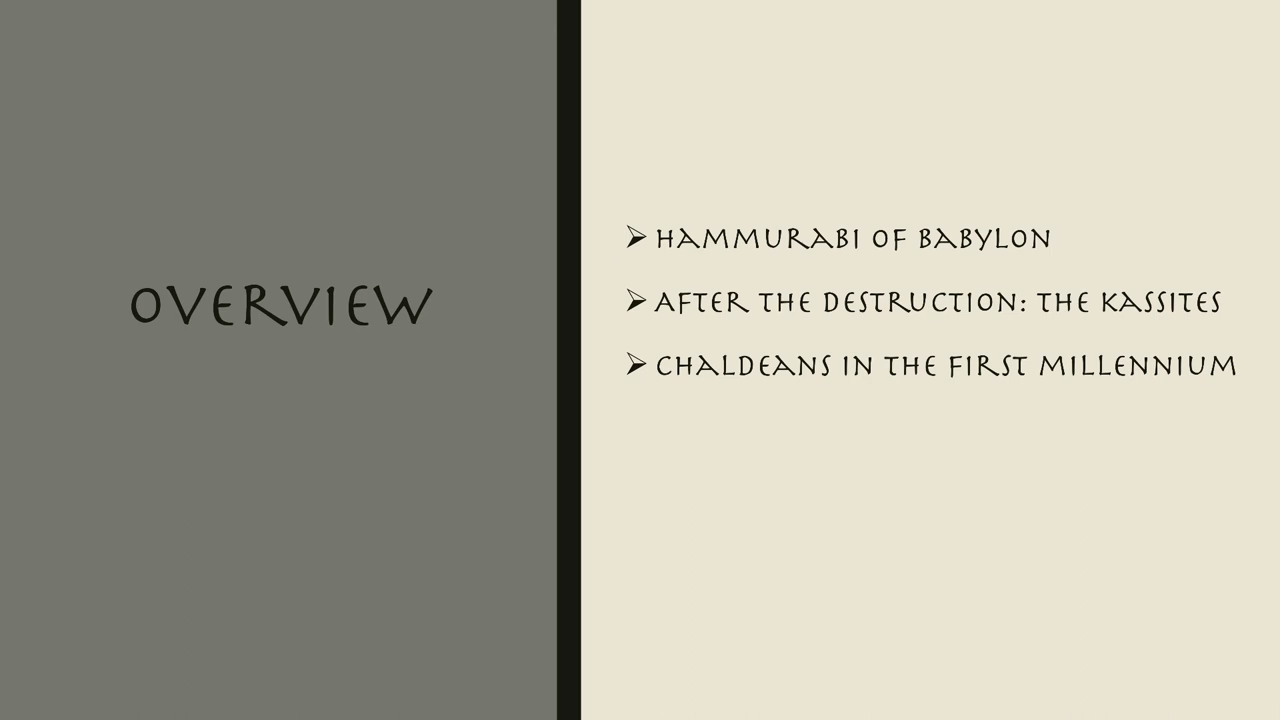 OVERVIEW
➢ HAMMURABI OF BABYLON
➢ AFTER THE DESTRUCTION: THE KASSITES
➢ CHALDEANS IN THE FIRST MILLENNIUM